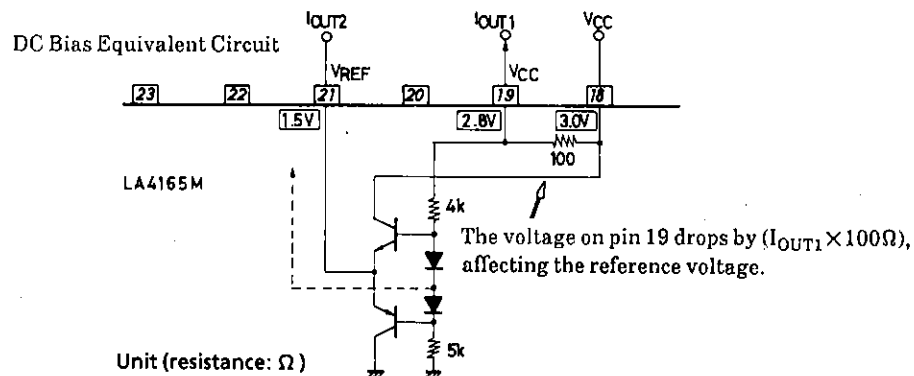 IOUT2
IOUT1
VCC
DC Bias Equivalent Circuit
VREF
VCC
23
22
21
20
19
18
1.5V
2.8V
3.0V
100
LA4165M
4k
The voltage on pin 19 drops by (IOUT1×100Ω),
affecting the reference voltage.
5k
Unit (resistance: Ω)